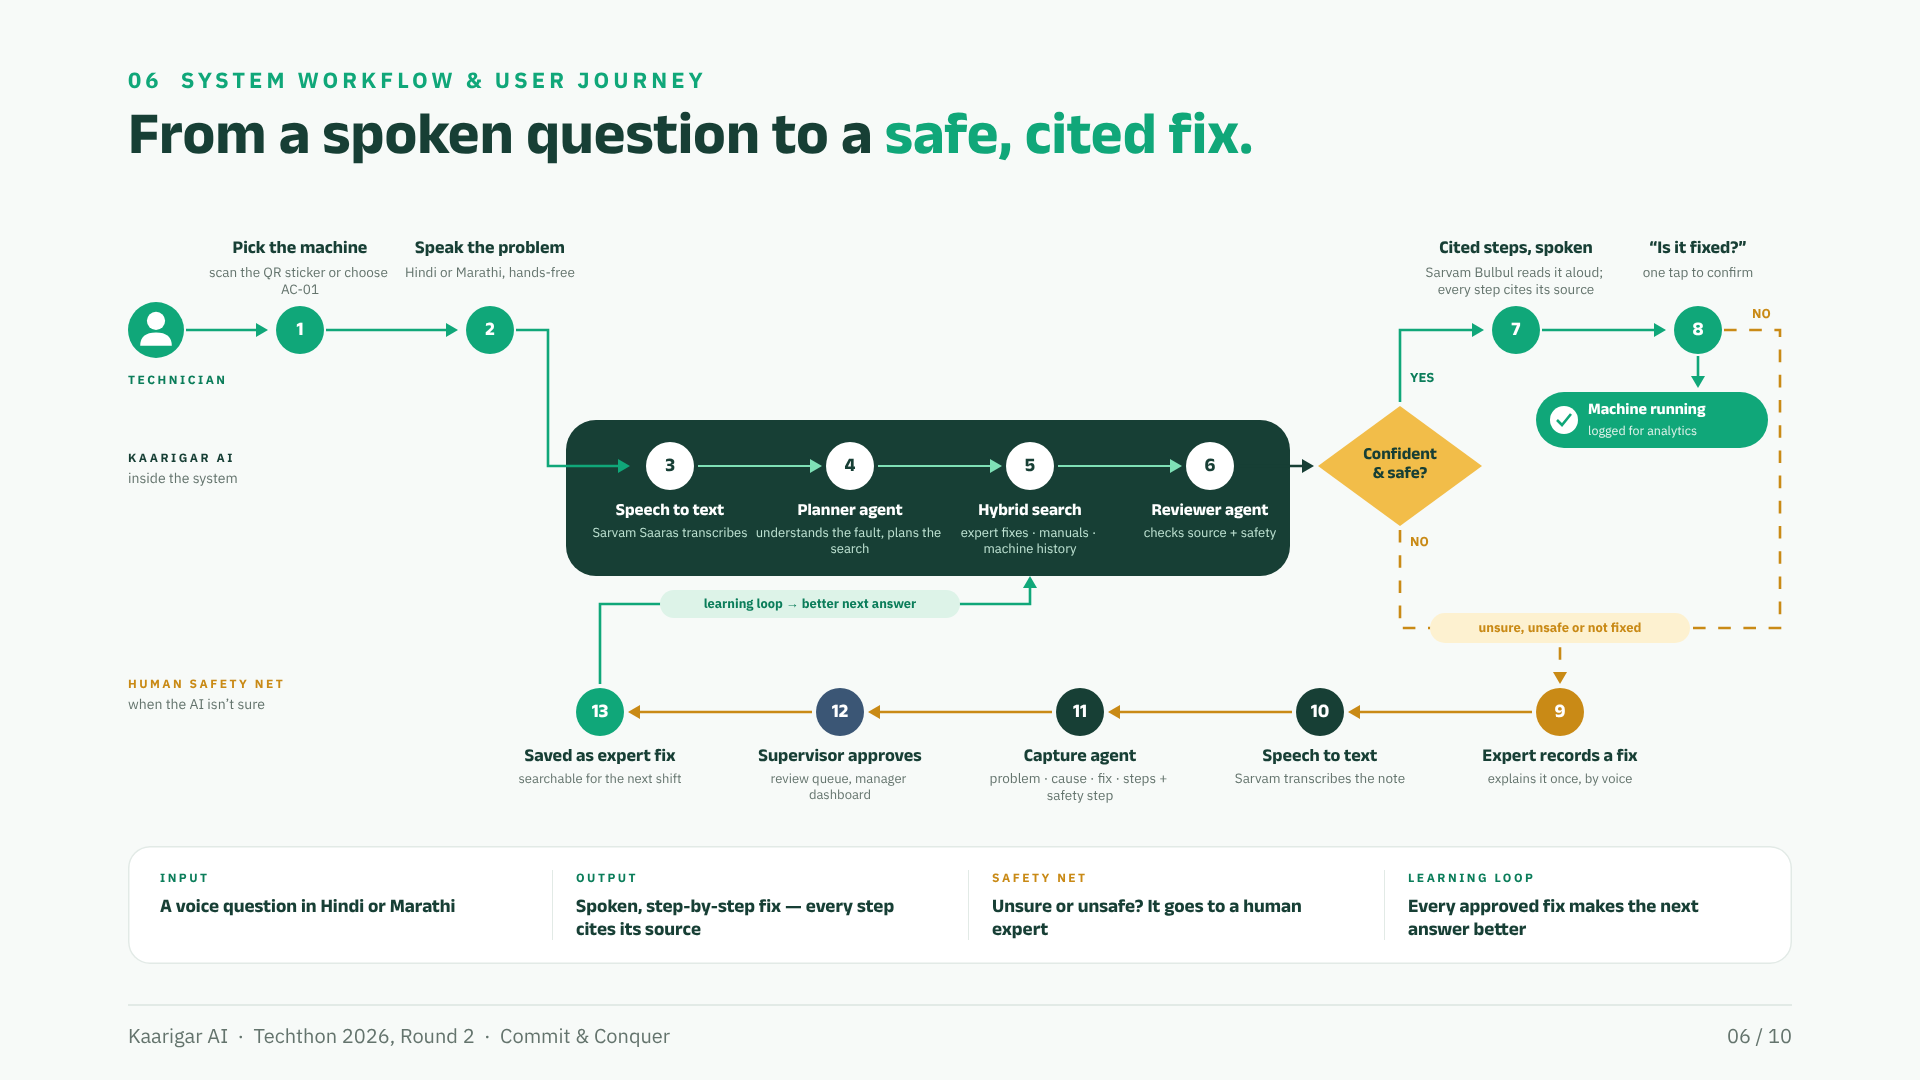 06 SYSTEM WORKFLOW & USER JOURNEY
From a spoken question to a safe, cited fix.
Pick the machine
scan the QR sticker or choose
AC-01
Speak the problem
Hindi or Marathi, hands-free
Cited steps, spoken
Sarvam Bulbul reads it aloud;
every step cites its source
“Is it fixed?”
one tap to confirm
1
2
7
8
NO
TECHNICIAN
YES
Machine running
logged for analytics
KAARIGAR AI
inside the system
3
4
5
6
Speech to text
Sarvam Saaras transcribes
Planner agent
understands the fault, plans the
search
Hybrid search
expert fixes · manuals ·
machine history
Reviewer agent
checks source + safety
Confident
& safe?
NO
learning loop → better next answer
unsure, unsafe or not fixed
HUMAN SAFETY NET
when the AI isn’t sure
13
12
11
10
9
Saved as expert fix
searchable for the next shift
Supervisor approves
review queue, manager
dashboard
Capture agent
problem · cause · fix · steps +
safety step
Speech to text
Sarvam transcribes the note
Expert records a fix
explains it once, by voice
INPUT
A voice question in Hindi or Marathi
OUTPUT
Spoken, step-by-step fix — every step
cites its source
SAFETY NET
Unsure or unsafe? It goes to a human
expert
LEARNING LOOP
Every approved fix makes the next
answer better
Kaarigar AI · Techthon 2026, Round 2 · Commit & Conquer
06 / 10